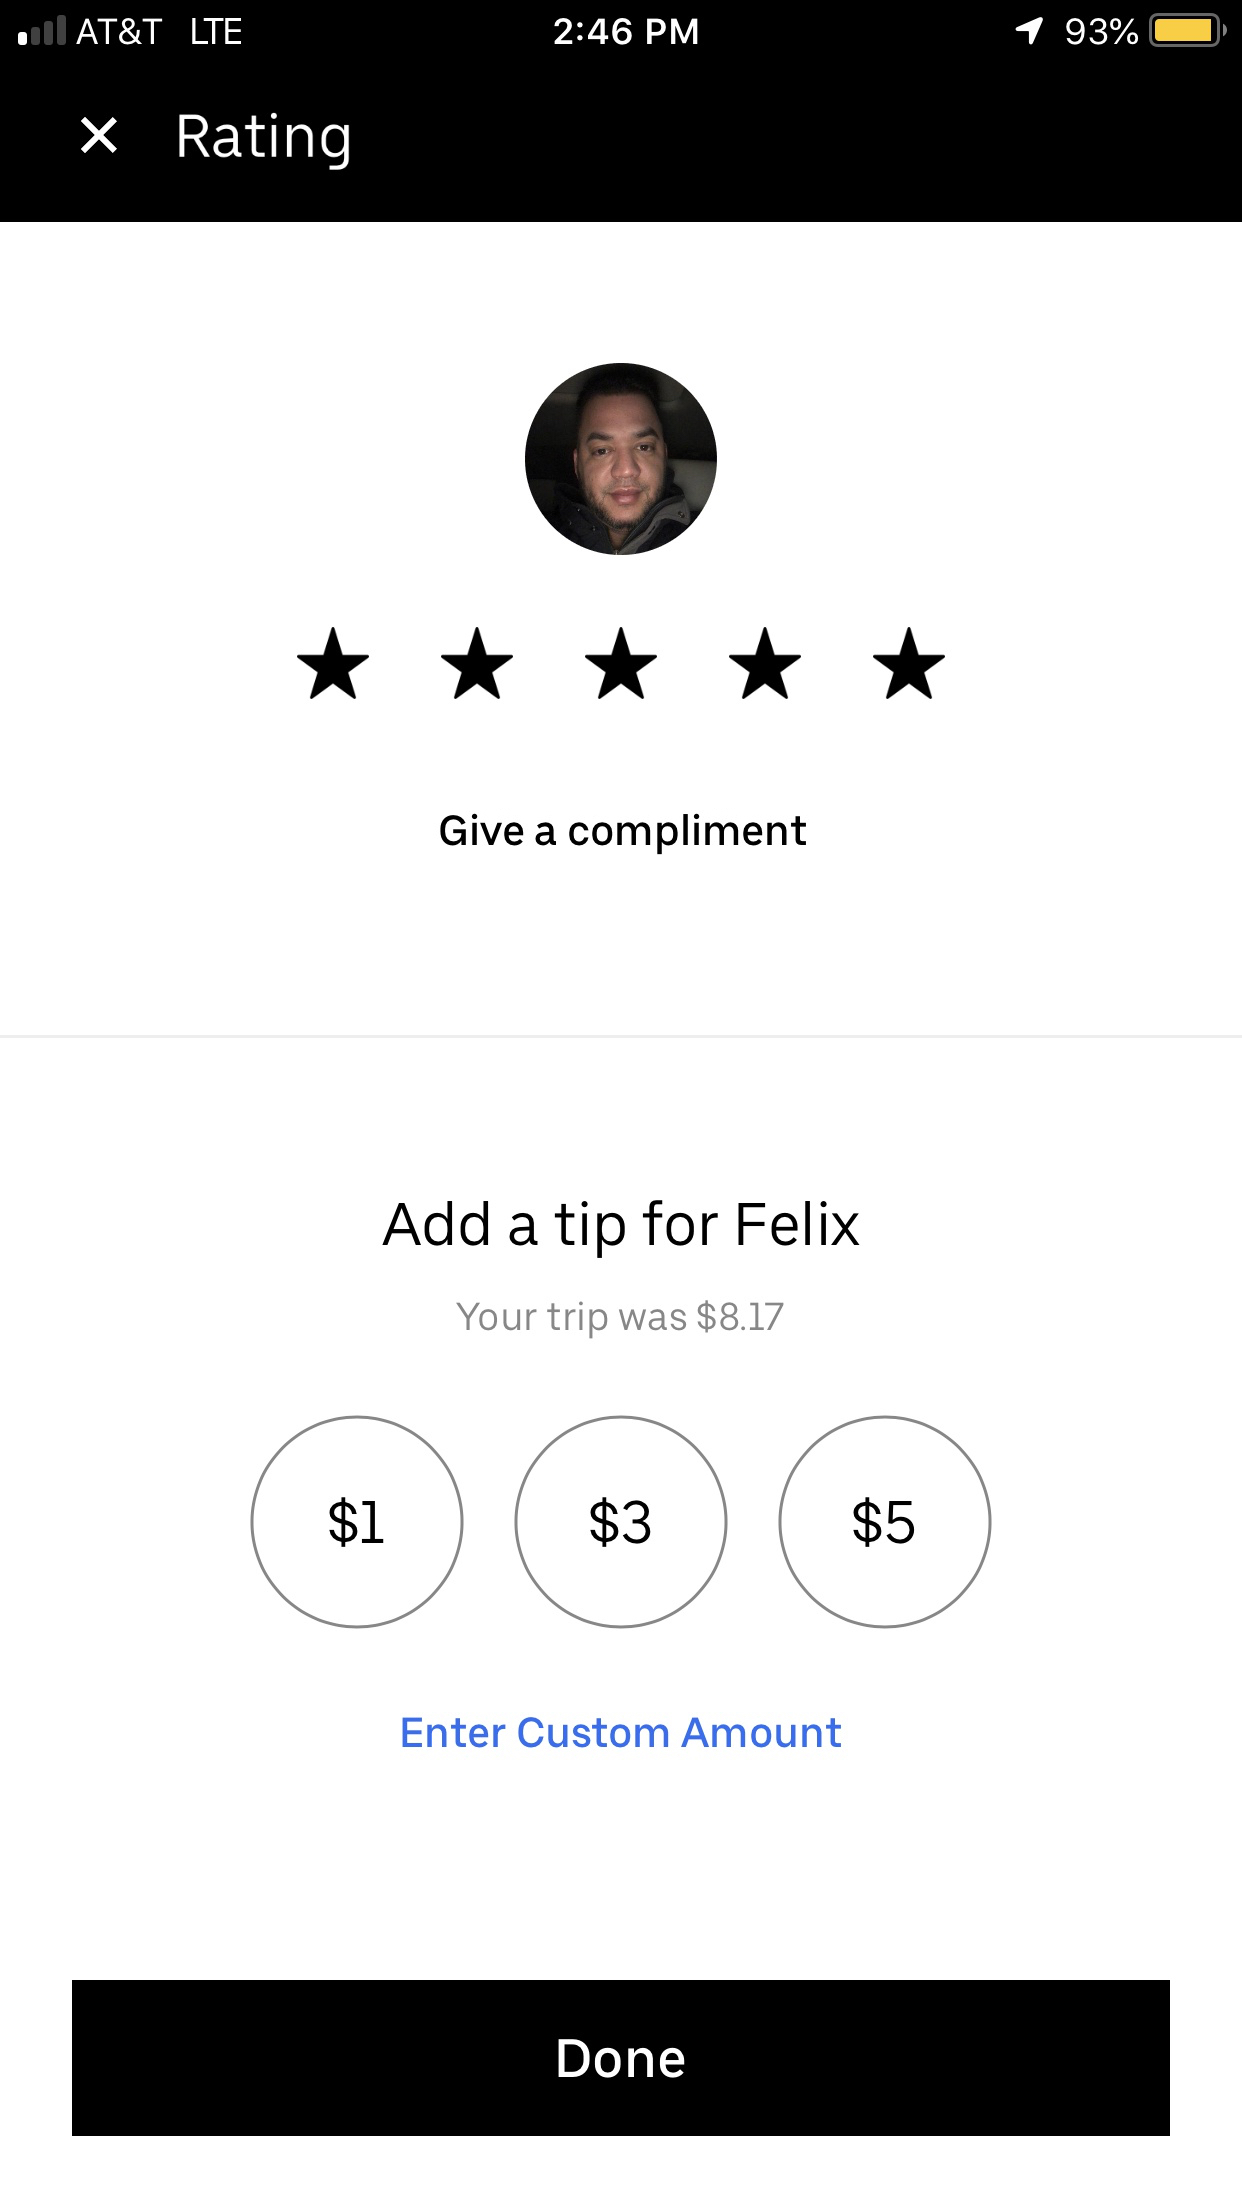 AT&T LTE 2:46 PM 93%
Rating
Give a compliment
Add a tip for Felix
Your trip was $8.17
$1 $3 $5
Enter Custom Amount
Done